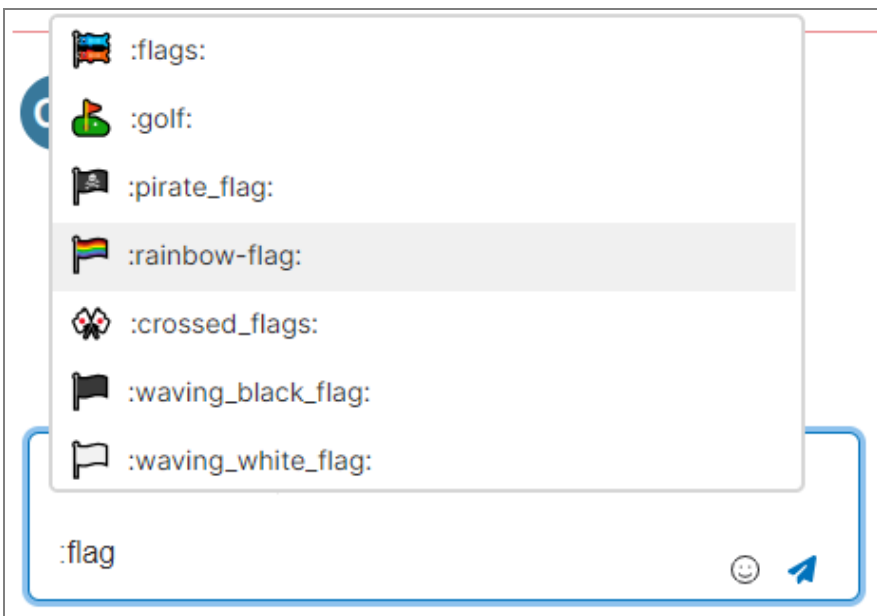 :flags:
:golf:
:pirate_flag:
:rainbow-flag:
:crossed_flags:
:waving_black_flag:
:waving_white_flag:
:flag